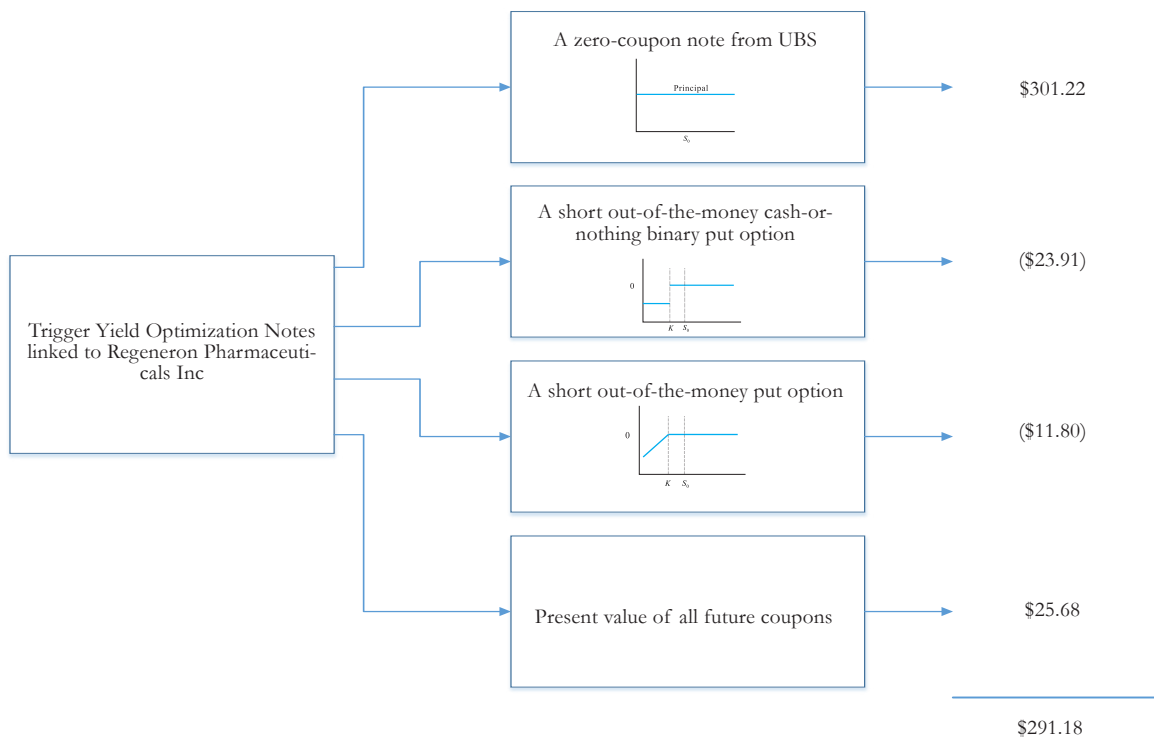 A zero-coupon note from UBS
Principal
S₀
$301.22
A short out-of-the-money cash-or-
nothing binary put option
0
K S₀
($23.91)
Trigger Yield Optimization Notes
linked to Regeneron Pharmaceuti-
cals Inc
A short out-of-the-money put option
0
K S₀
($11.80)
Present value of all future coupons
$25.68
$291.18